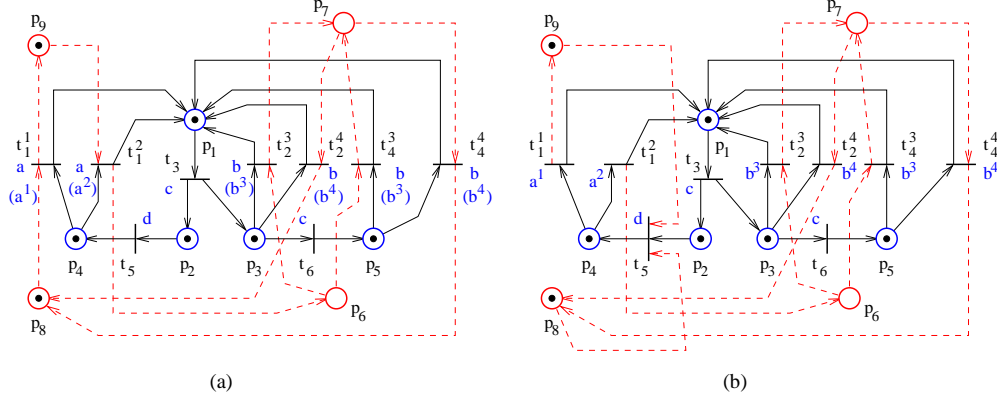 p9
p7
p1
t1^1
a
(a^1)
a
(a^2)
t1^2
t3
c
b
(b^3)
t2^3
t2^4
b
(b^4)
t4^3
b
(b^3)
t4^4
b
(b^4)
d
c
p4
t5
p2
p3
t6
p5
p8
p6
(a)
p9
p7
p1
t1^1
a^1
a^2
t1^2
t3
c
b^3
t2^3
t2^4
b^4
t4^3
b^3
t4^4
b^4
d
c
p4
t5
p2
p3
t6
p5
p8
p6
(b)